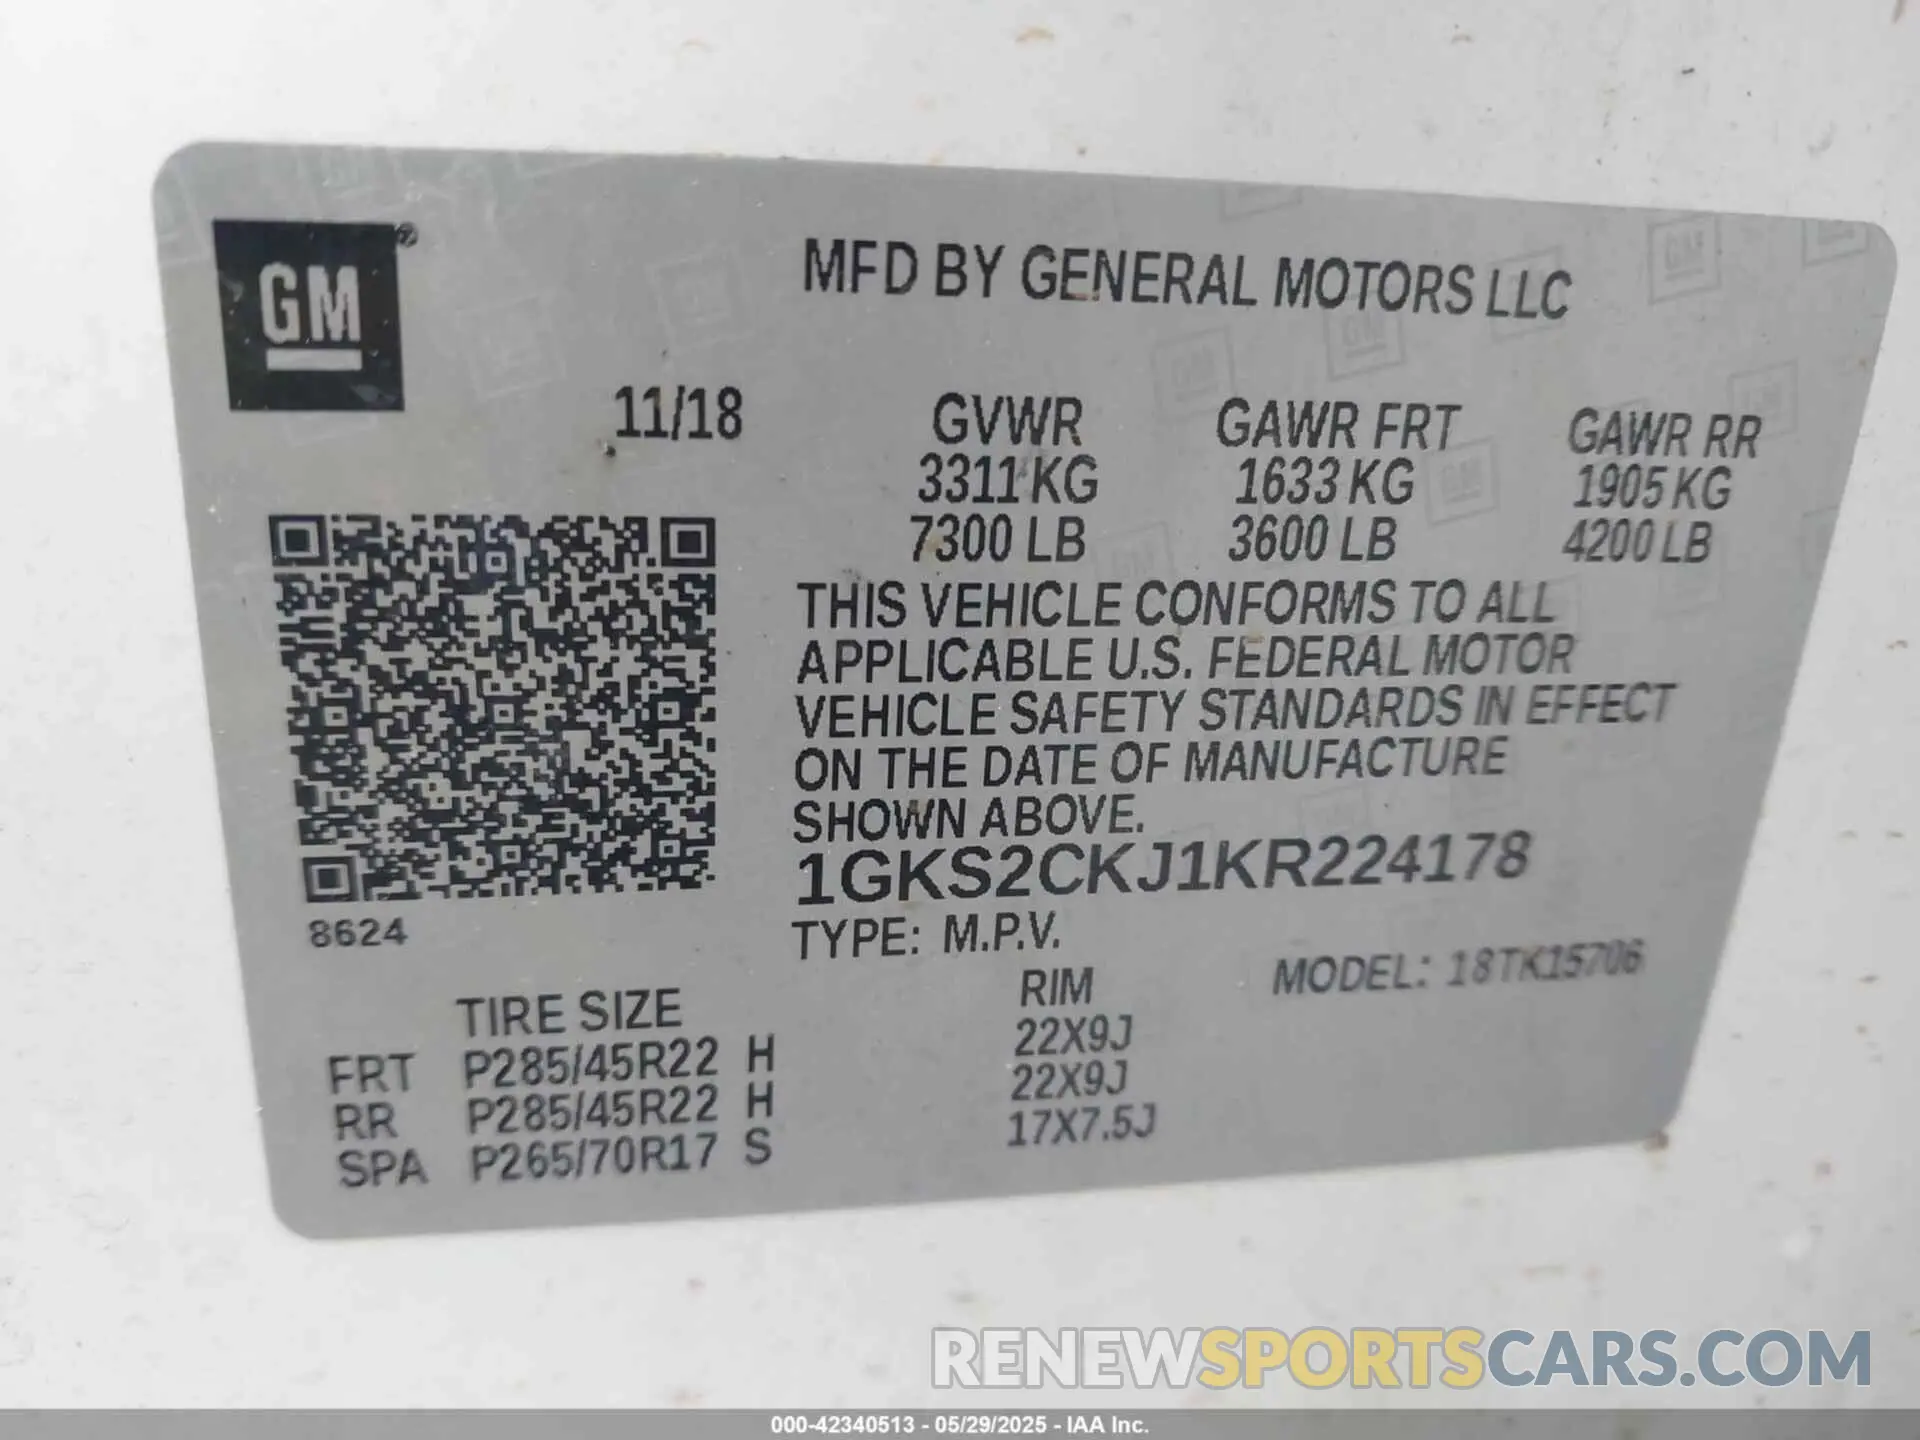 GM®
MFD BY GENERAL MOTORS LLC
11/18
GVWR GAWR FRT GAWR RR
3311 KG 1633 KG 1905 KG
7300 LB 3600 LB 4200 LB
THIS VEHICLE CONFORMS TO ALL
APPLICABLE U.S. FEDERAL MOTOR
VEHICLE SAFETY STANDARDS IN EFFECT
ON THE DATE OF MANUFACTURE
SHOWN ABOVE.
1GKS2CKJ1KR224178
8624
TYPE: M.P.V. MODEL: 18TK15706
TIRE SIZE RIM
FRT P285/45R22 H 22X9J
RR P285/45R22 H 22X9J
SPA P265/70R17 S 17X7.5J
RENEWSPORTSCARS.COM
000-42340513 - 05/29/2025 - IAA Inc.